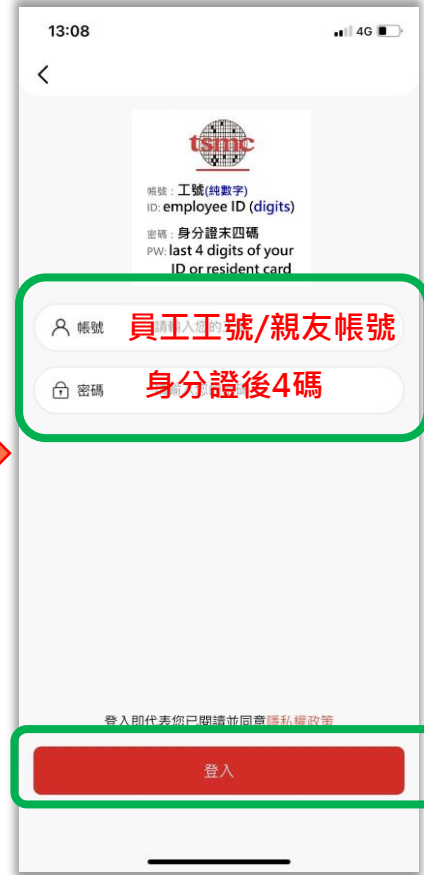 13:08
4G
tsmc
帳號：工號(純數字)
ID: employee ID (digits)
密碼：身分證末四碼
PW: last 4 digits of your
ID or resident card
帳號 員工工號/親友帳號
密碼 身分證後4碼
登入即代表您已閱讀並同意隱私權政策
登入